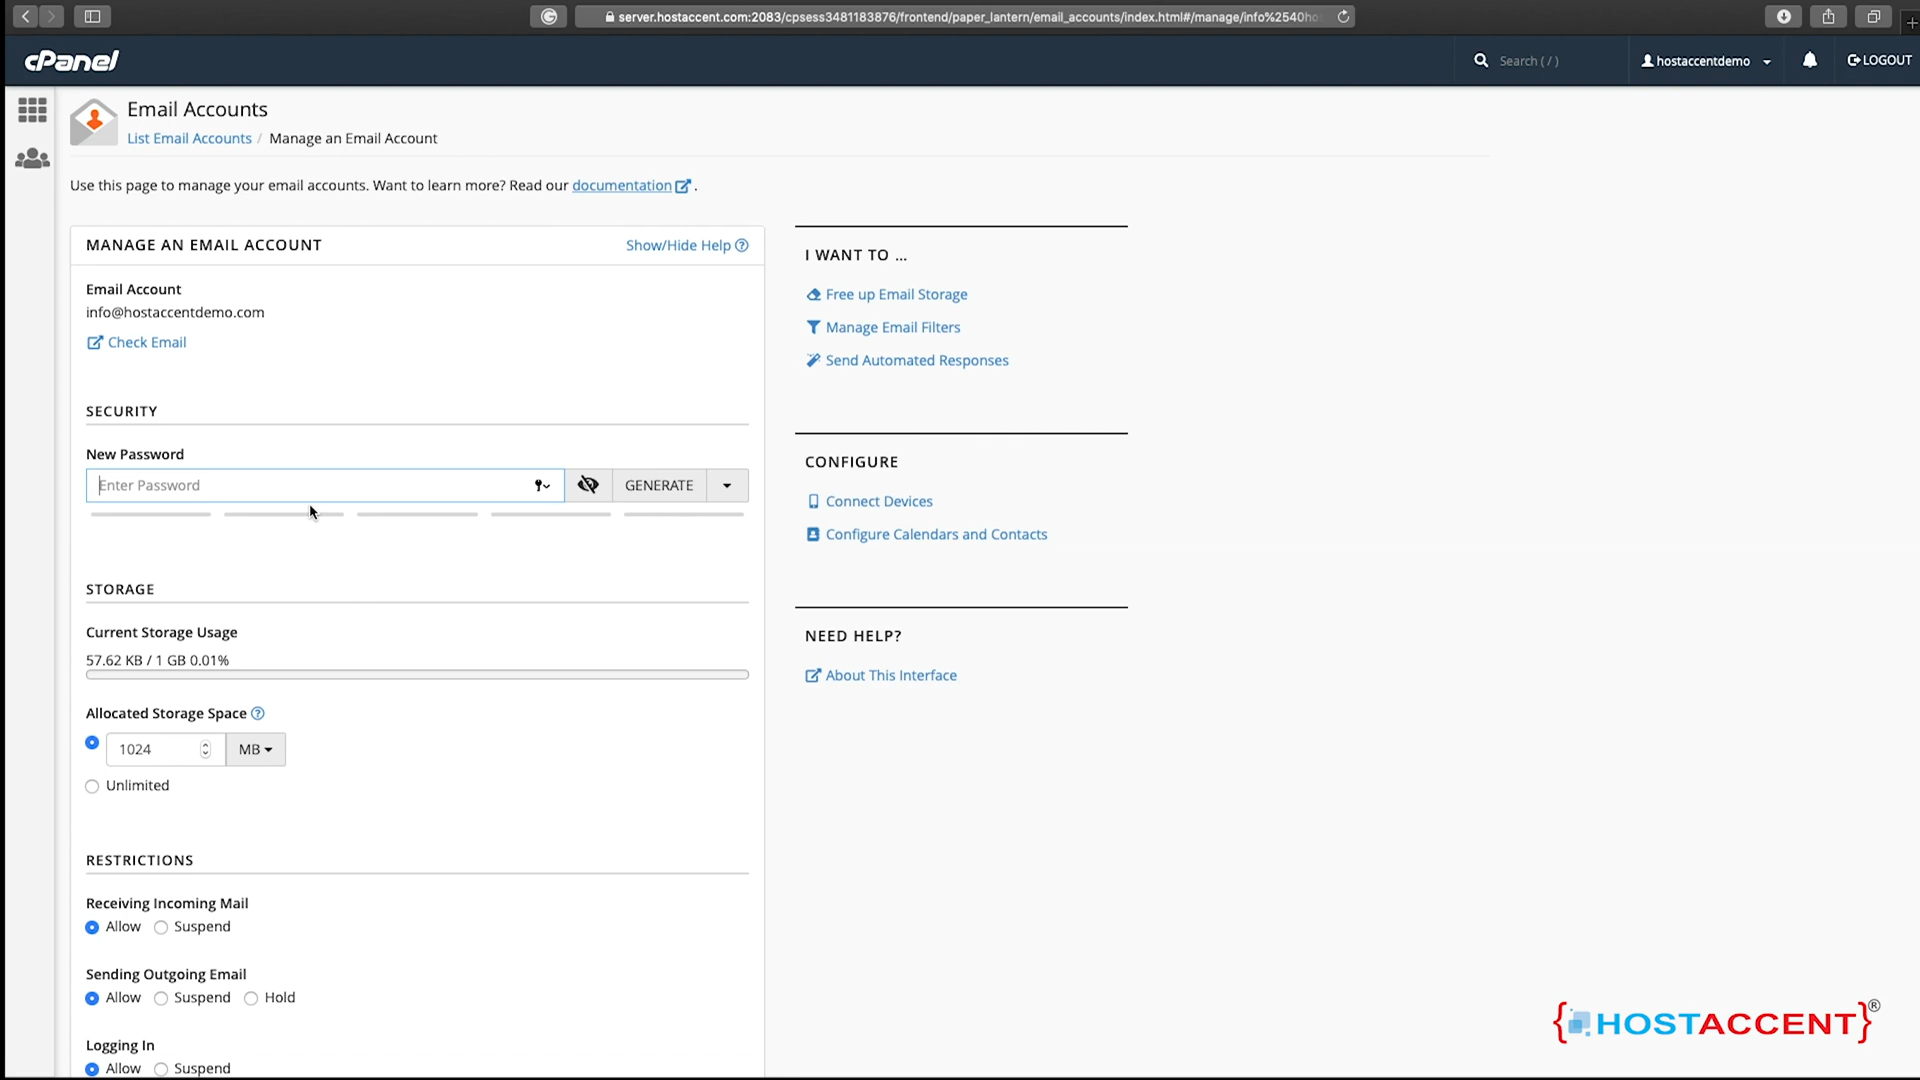 server.hostaccent.com:2083/cpsess3481183876/frontend/paper_lantern/email_accounts/index.html#/manage/info%2540ho
cPanel
Search ( / )
hostaccentdemo
LOGOUT
Email Accounts
List Email Accounts / Manage an Email Account
Use this page to manage your email accounts. Want to learn more? Read our documentation .
MANAGE AN EMAIL ACCOUNT
Show/Hide Help
Email Account
info@hostaccentdemo.com
Check Email
SECURITY
New Password
Enter Password
GENERATE
STORAGE
Current Storage Usage
57.62 KB / 1 GB 0.01%
Allocated Storage Space
1024
MB
Unlimited
RESTRICTIONS
Receiving Incoming Mail
Allow Suspend
Sending Outgoing Email
Allow Suspend Hold
Logging In
Allow Suspend
I WANT TO ...
Free up Email Storage
Manage Email Filters
Send Automated Responses
CONFIGURE
Connect Devices
Configure Calendars and Contacts
NEED HELP?
About This Interface
{HOSTACCENT}®